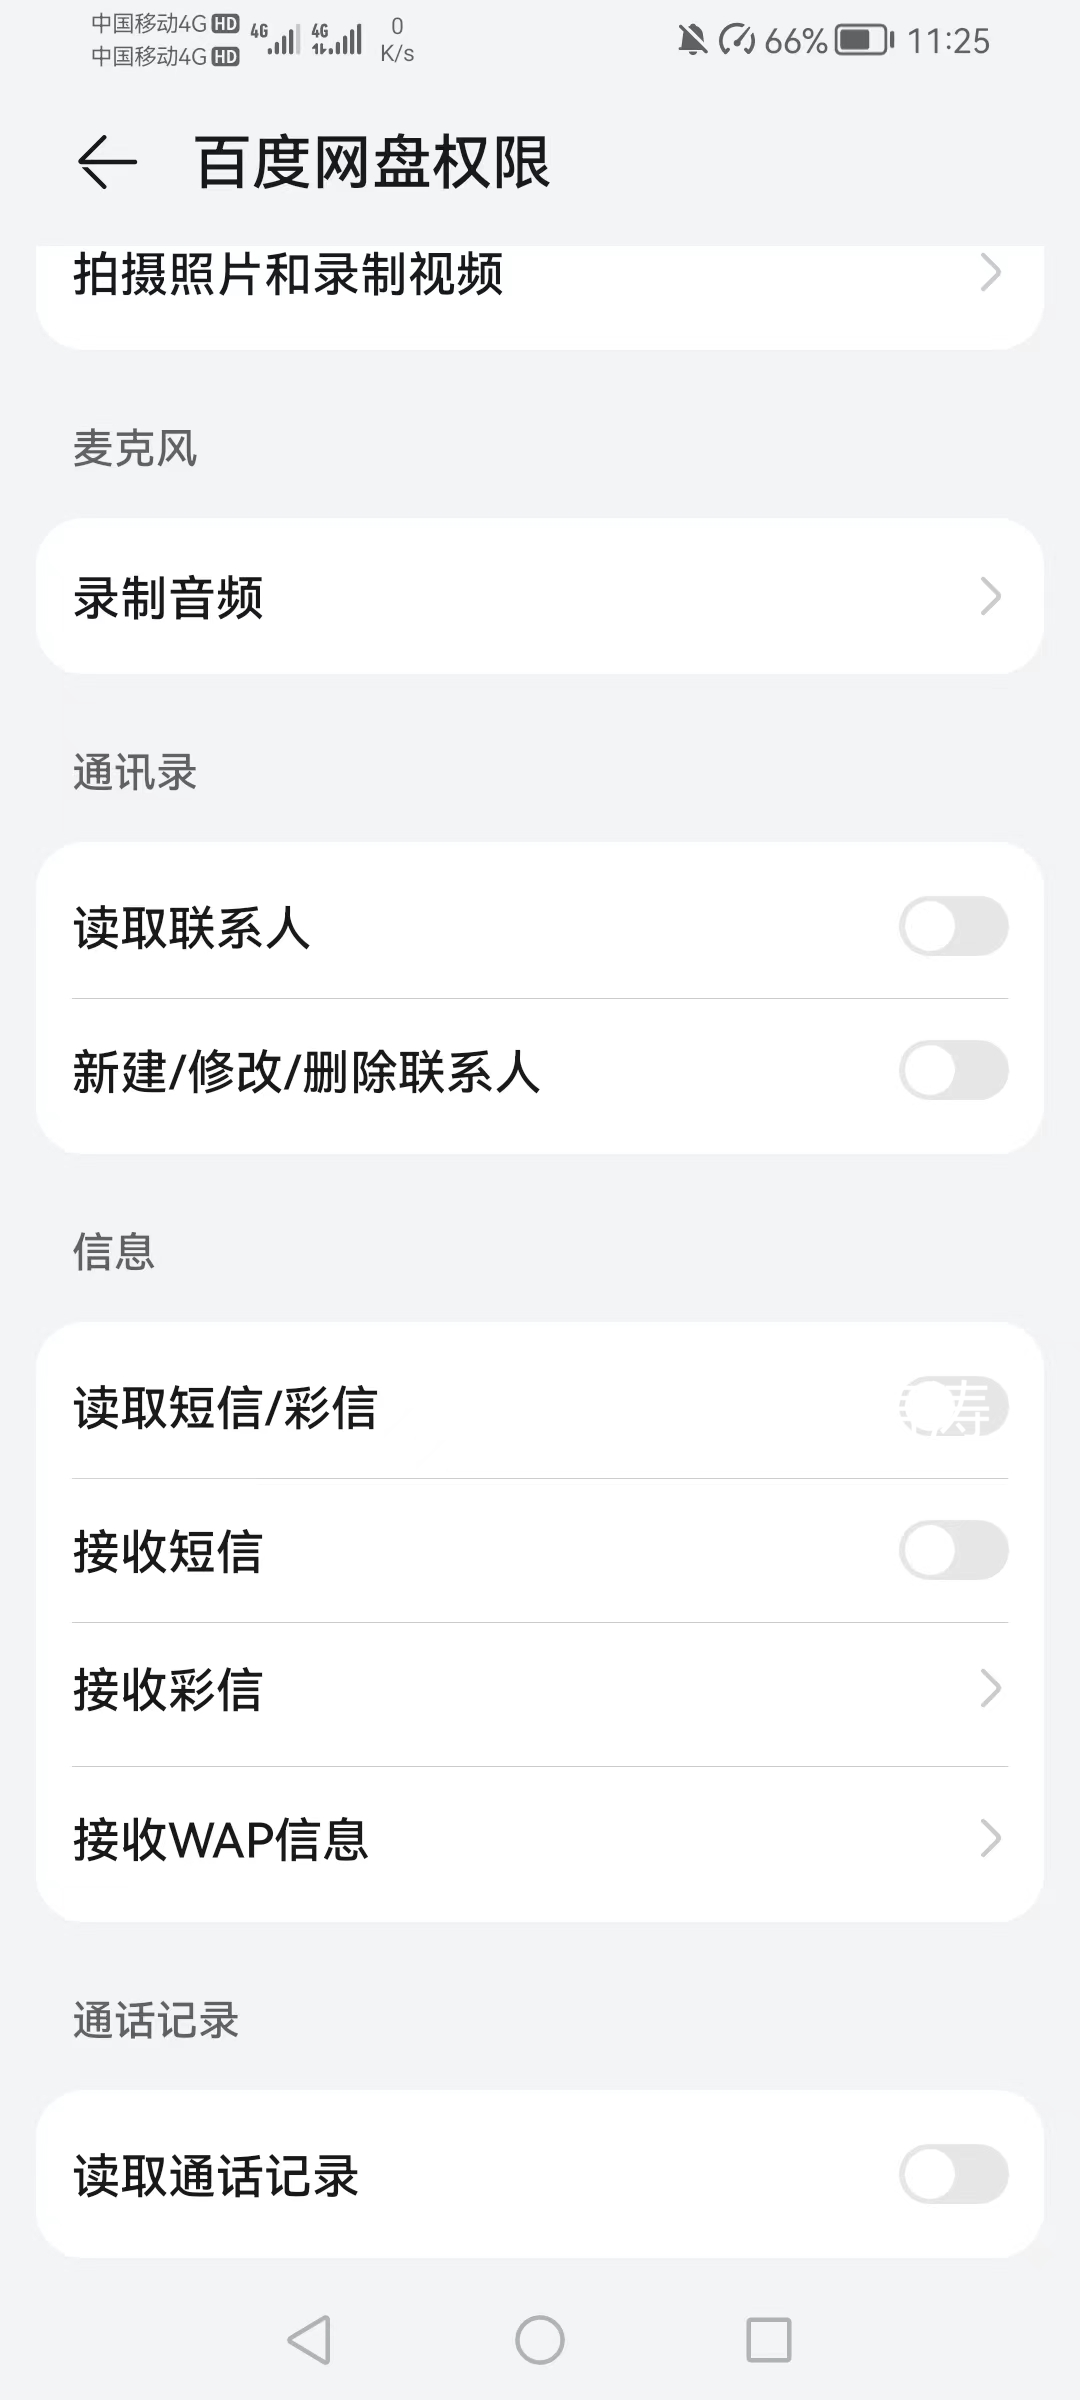 中国移动4G HD 4G 4G 0 66% 11:25
中国移动4G HD K/s
百度网盘权限
拍摄照片和录制视频
麦克风
录制音频
通讯录
读取联系人
新建/修改/删除联系人
信息
读取短信/彩信
接收短信
接收彩信
接收WAP信息
通话记录
读取通话记录